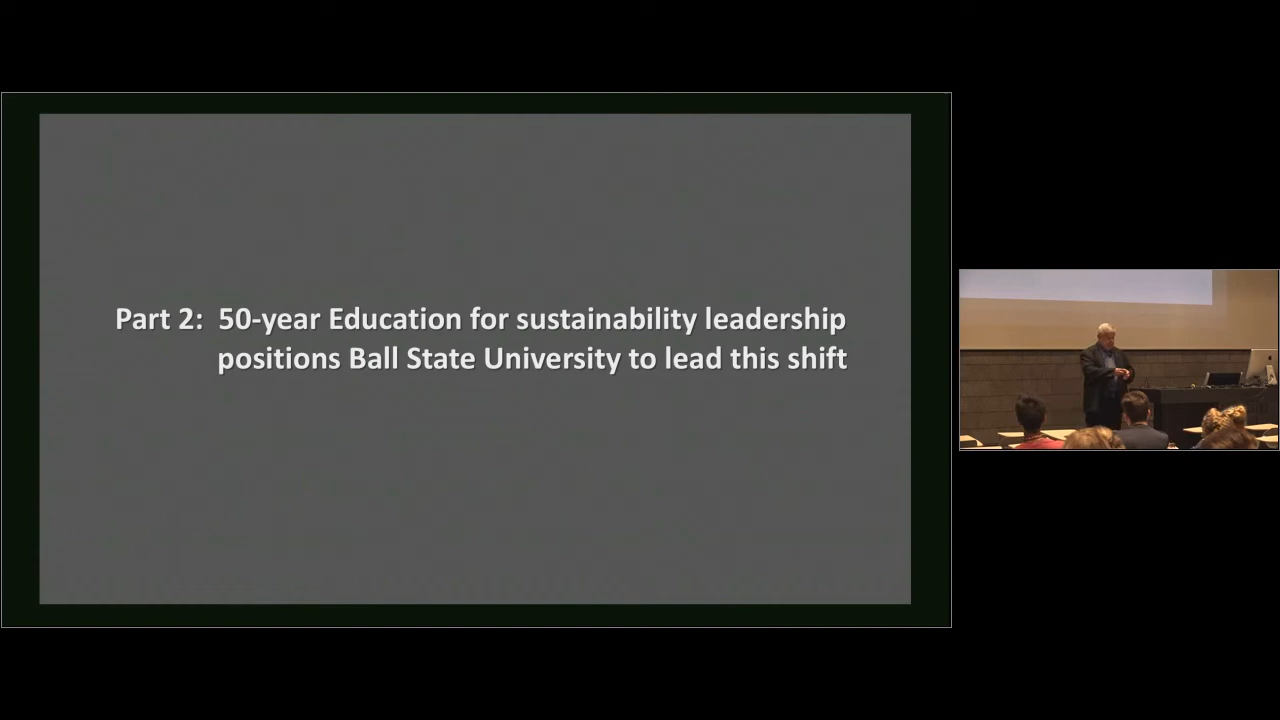 Part 2:  50-year Education for sustainability leadership
positions Ball State University to lead this shift